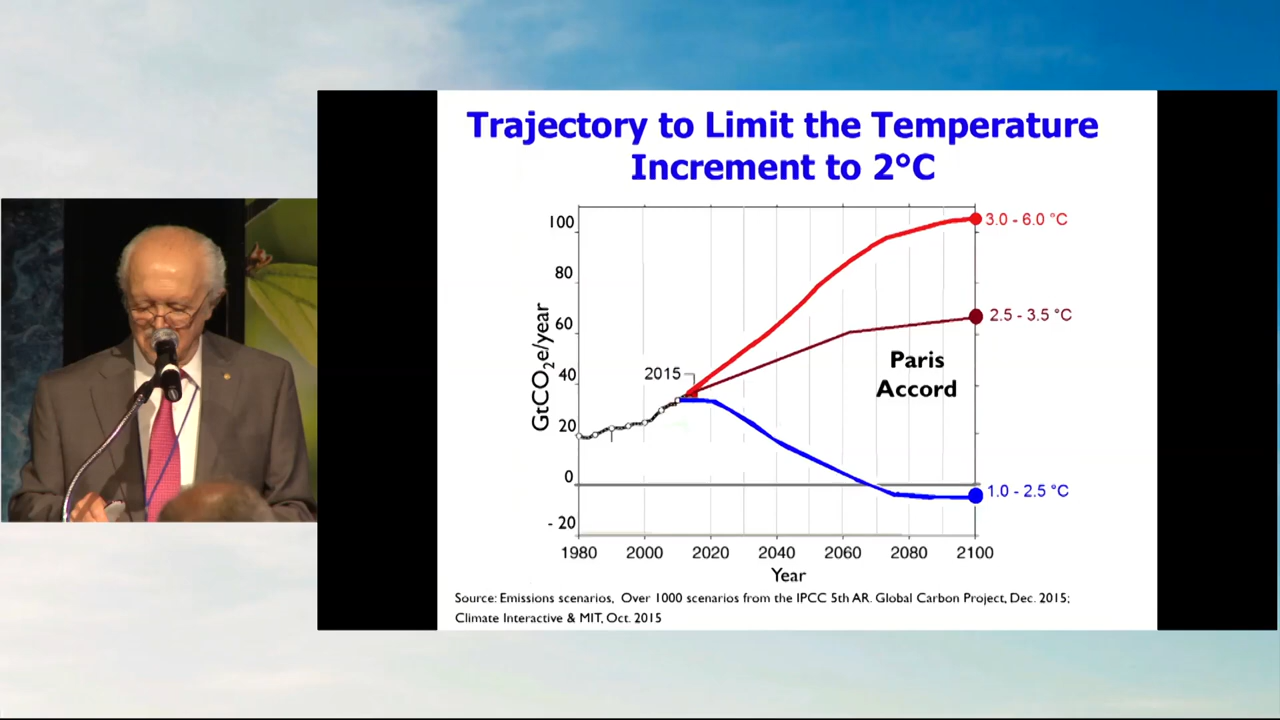 Trajectory to Limit the Temperature
Increment to 2°C
GtCO2e/year
100
80
60
40
20
0
- 20
2015
3.0 - 6.0 °C
2.5 - 3.5 °C
Paris
Accord
1.0 - 2.5 °C
1980 2000 2020 2040 2060 2080 2100
Year
Source: Emissions scenarios, Over 1000 scenarios from the IPCC 5th AR. Global Carbon Project, Dec. 2015;
Climate Interactive & MIT, Oct. 2015